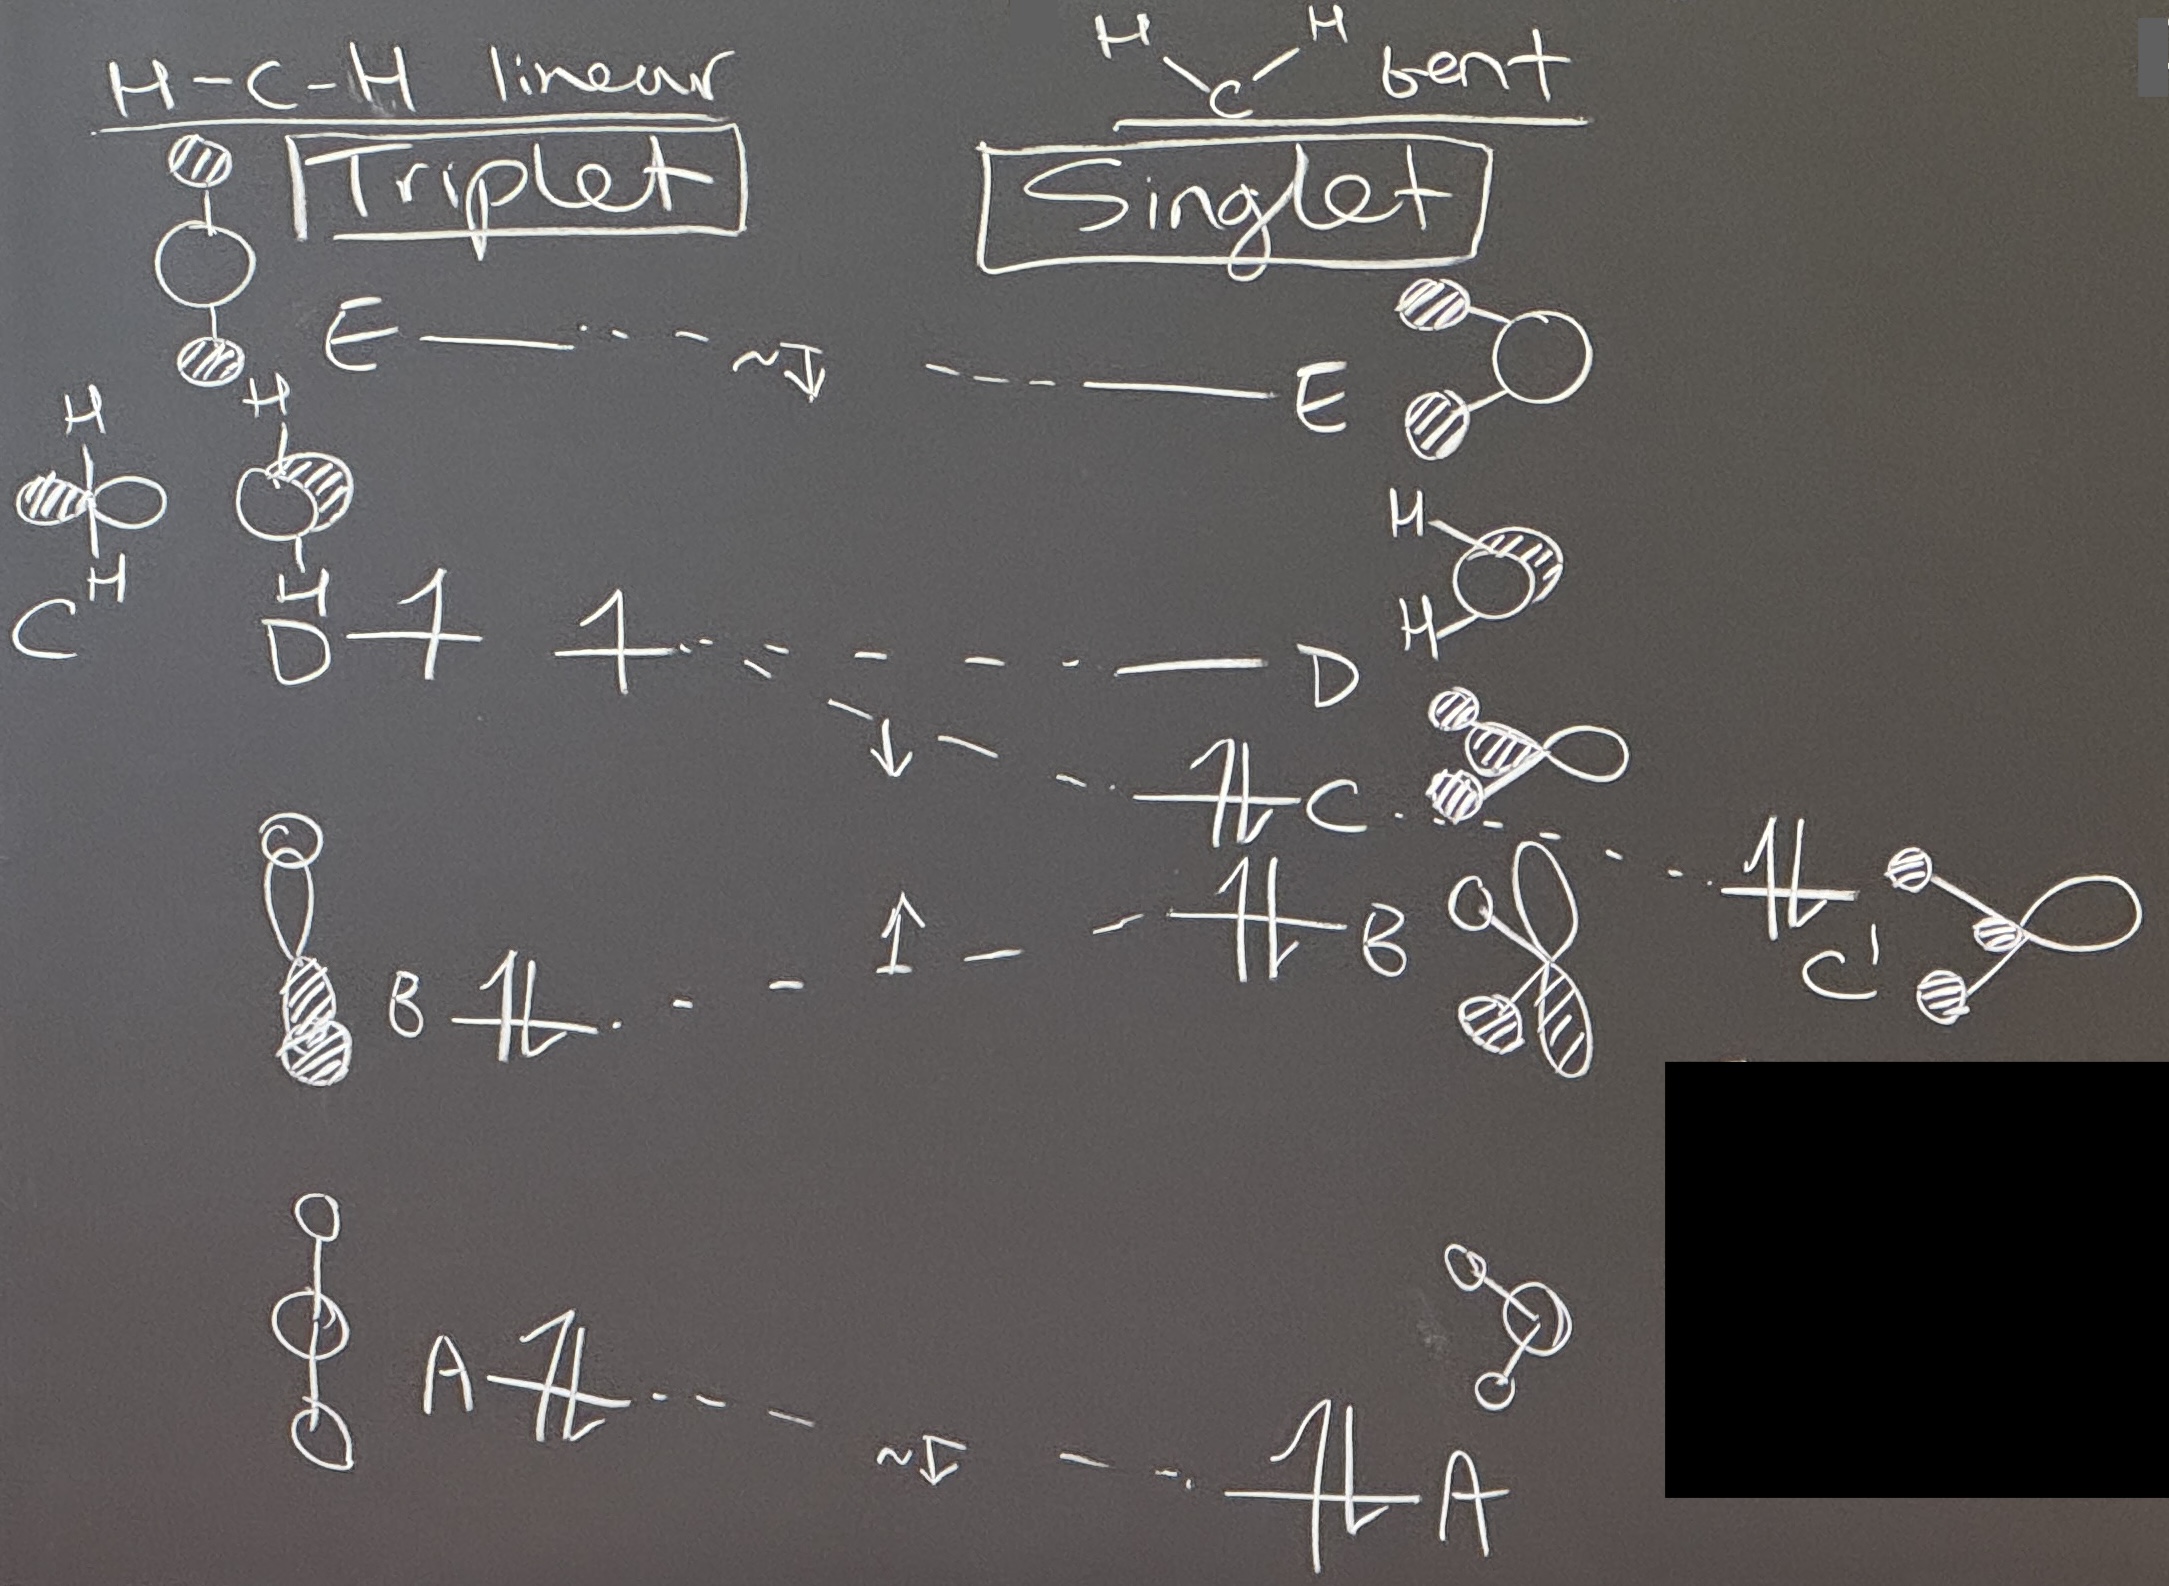 H-C-H linear
H H
C bent
Triplet
Singlet
E
~↓
E
H
H
H
H
C
H
D
H
D
↓
C
B
↑
B
C'
A
~↓
A